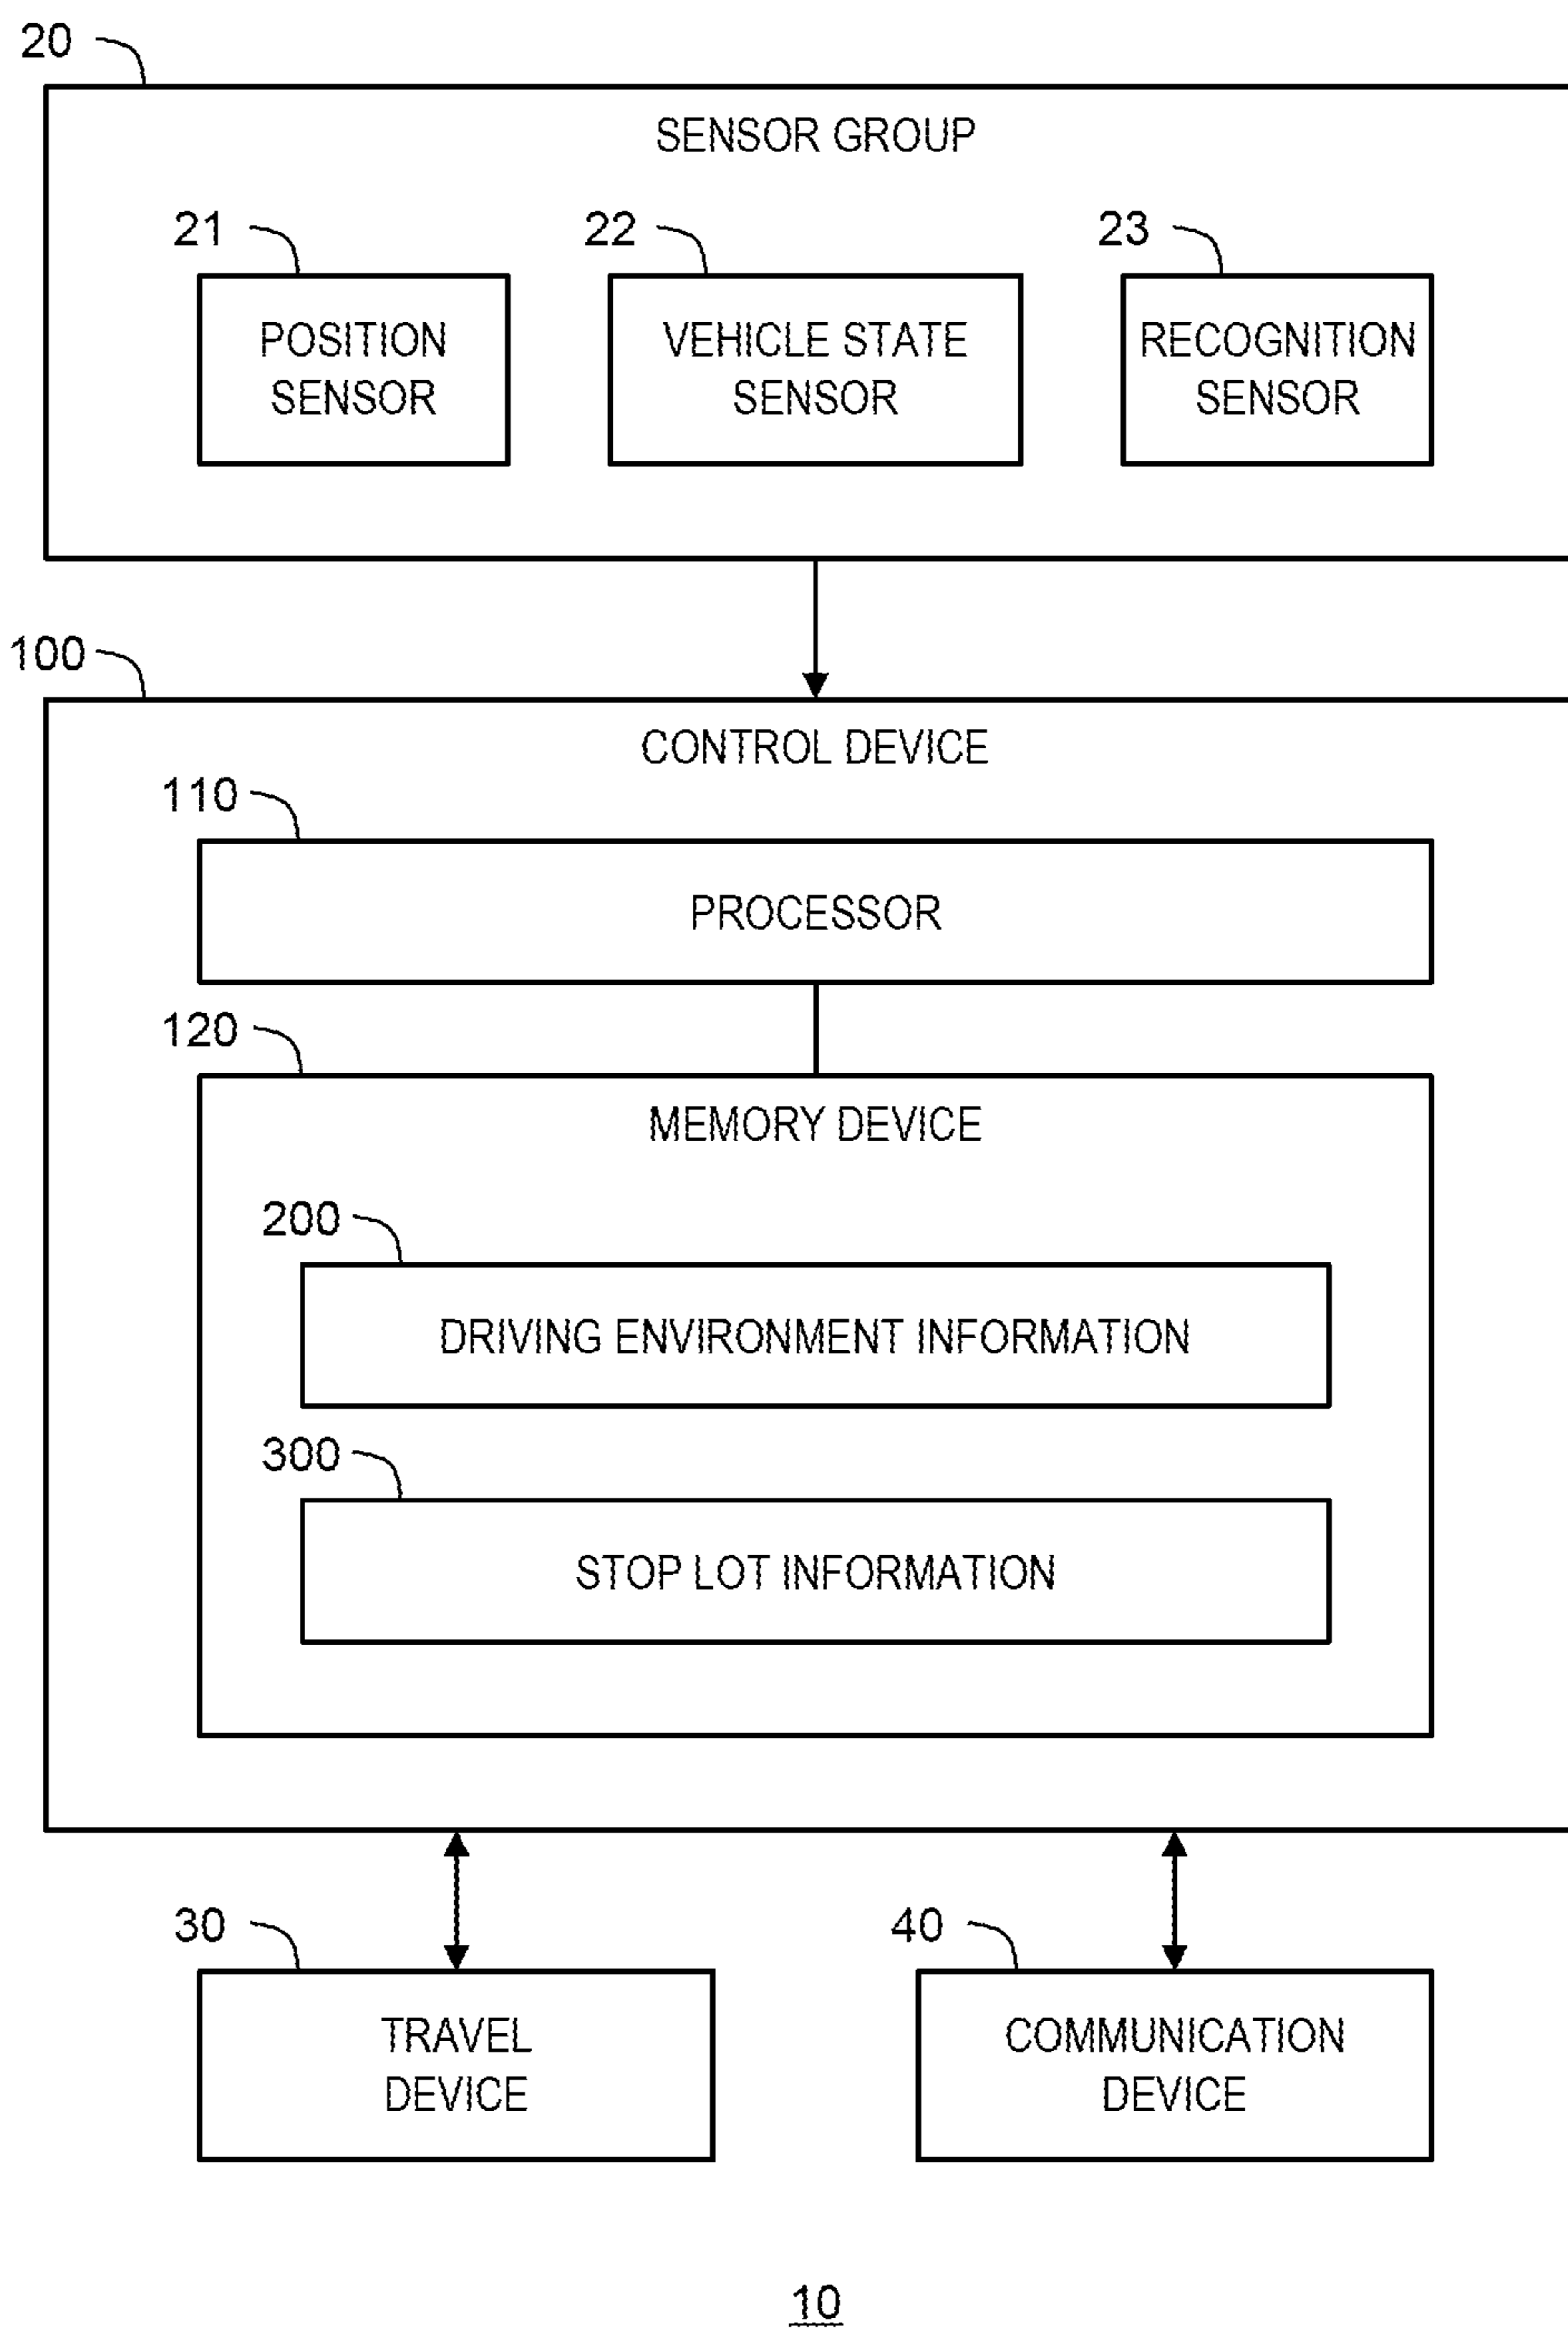 20
SENSOR GROUP
21
22
23
POSITION
SENSOR
VEHICLE STATE
SENSOR
RECOGNITION
SENSOR
100
CONTROL DEVICE
110
PROCESSOR
120
MEMORY DEVICE
200
DRIVING ENVIRONMENT INFORMATION
300
STOP LOT INFORMATION
30
40
TRAVEL
DEVICE
COMMUNICATION
DEVICE
10